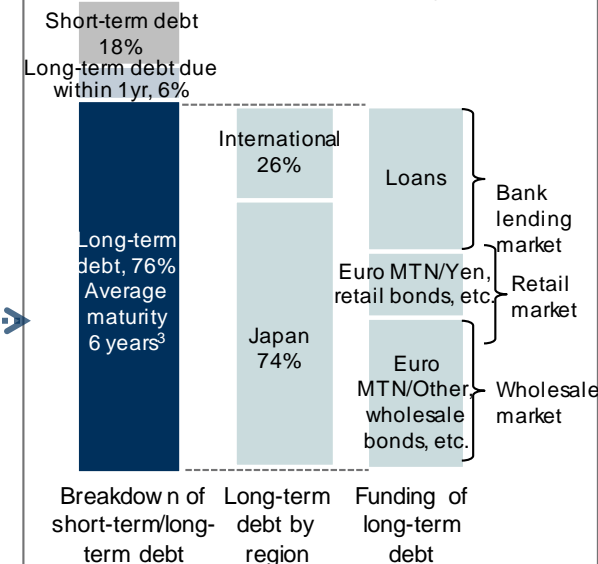 Short-term debt
18%
Long-term debt due
within 1yr, 6%
Long-term
debt, 76%
Average
maturity
6 years³
International
26%
Japan
74%
Loans
Euro MTN/Yen,
retail bonds, etc.
Euro
MTN/Other,
wholesale
bonds, etc.
Bank
lending
market
Retail
market
Wholesale
market
Breakdown of
short-term/long-
term debt
Long-term
debt by
region
Funding of
long-term
debt